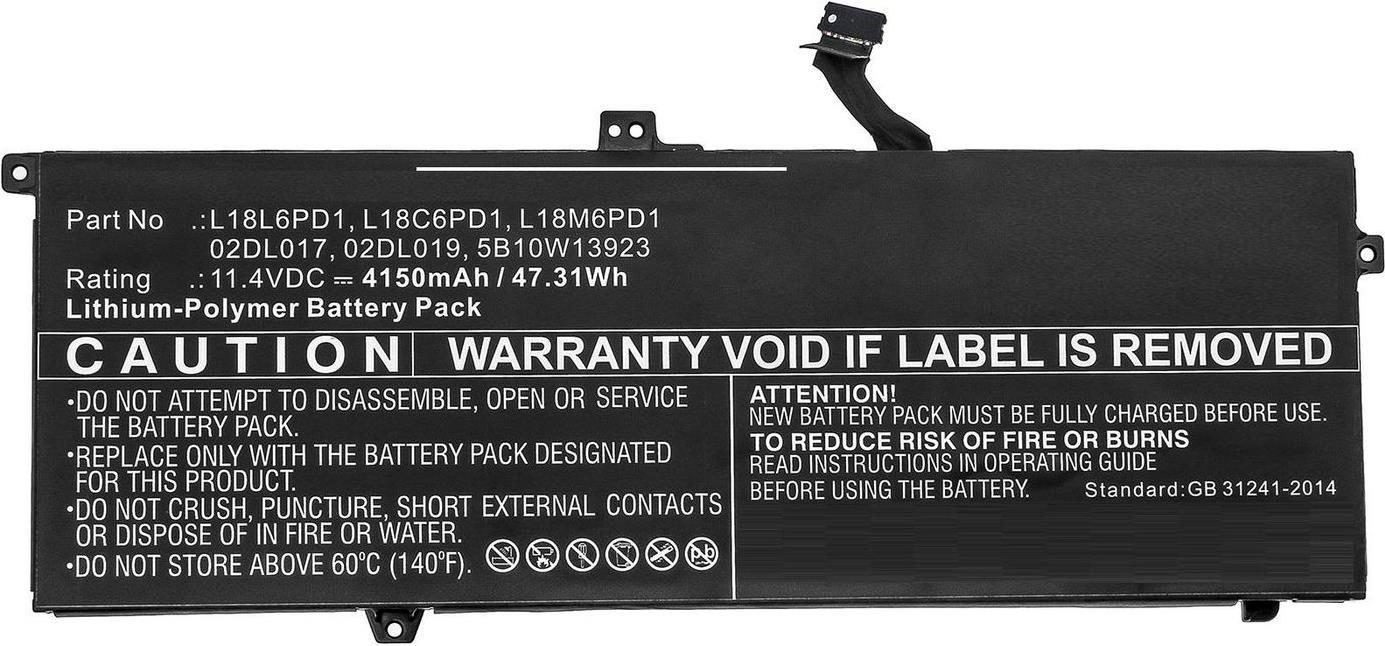 Part No .:L18L6PD1, L18C6PD1, L18M6PD1
02DL017, 02DL019, 5B10W13923
Rating .: 11.4VDC ⎓ 4150mAh / 47.31Wh
Lithium-Polymer Battery Pack
CAUTION WARRANTY VOID IF LABEL IS REMOVED
•DO NOT ATTEMPT TO DISASSEMBLE, OPEN OR SERVICE
THE BATTERY PACK.
•REPLACE ONLY WITH THE BATTERY PACK DESIGNATED
FOR THIS PRODUCT.
•DO NOT CRUSH, PUNCTURE, SHORT EXTERNAL CONTACTS
OR DISPOSE OF IN FIRE OR WATER.
•DO NOT STORE ABOVE 60°C (140°F).
Pb
ATTENTION!
NEW BATTERY PACK MUST BE FULLY CHARGED BEFORE USE.
TO REDUCE RISK OF FIRE OR BURNS
READ INSTRUCTIONS IN OPERATING GUIDE
BEFORE USING THE BATTERY. Standard:GB 31241-2014